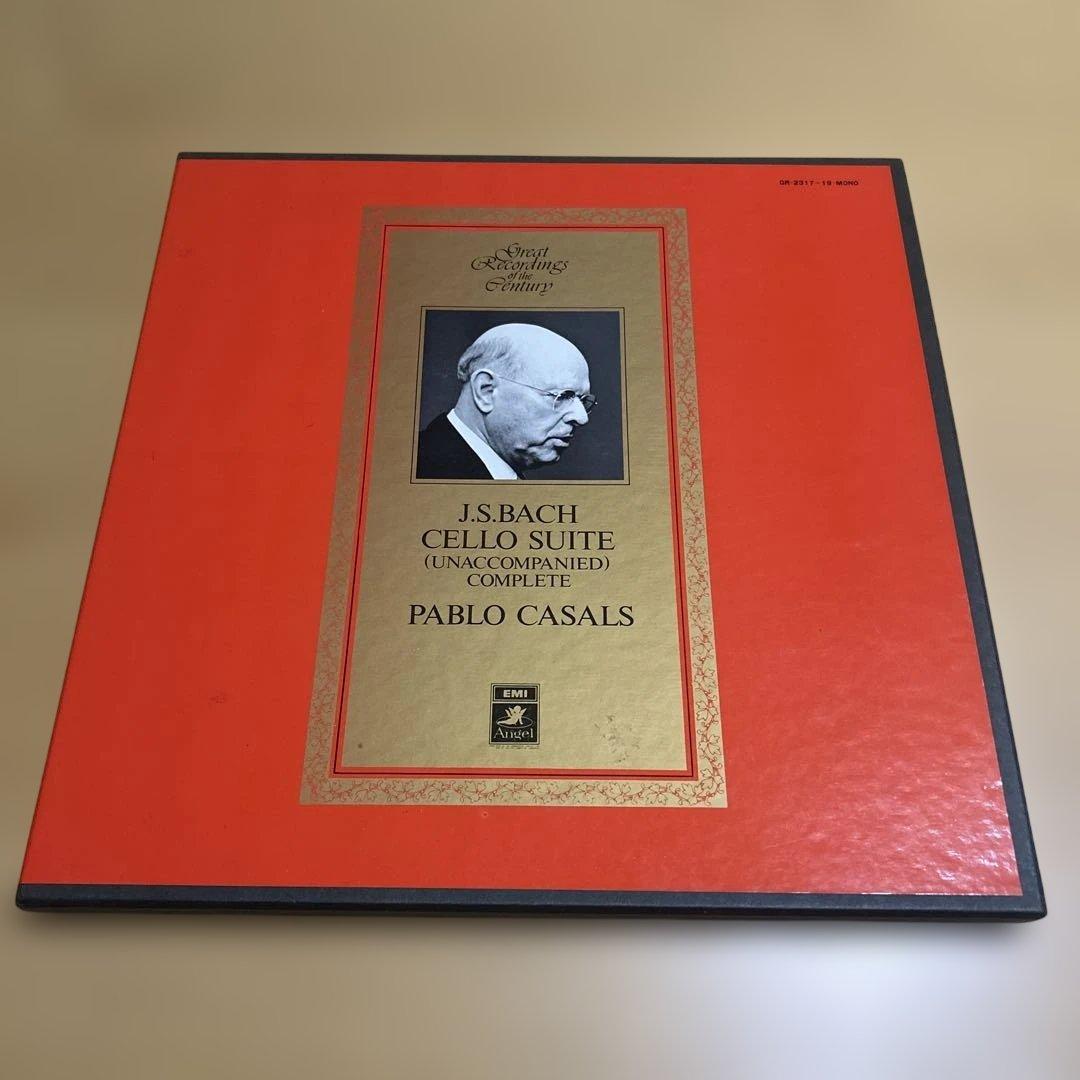 GR-2317-19 MONO
Great
Recordings
of the
Century
J.S.BACH
CELLO SUITE
(UNACCOMPANIED)
COMPLETE
PABLO CASALS
EMI
Angel